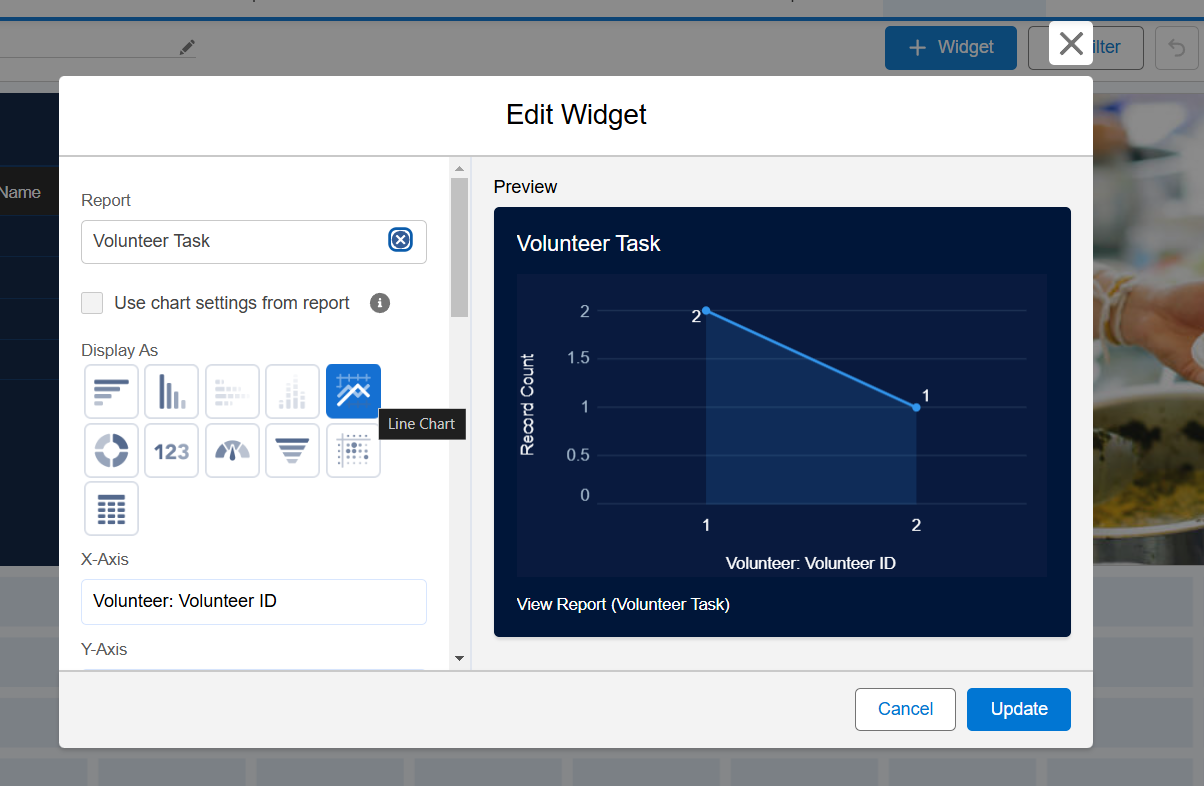 Widget
ilter
Edit Widget
Name
Report
Volunteer Task
Use chart settings from report
Display As
123
Line Chart
X-Axis
Volunteer: Volunteer ID
Y-Axis
Preview
Volunteer Task
2
1.5
1
0.5
0
Record Count
2
1
1
2
Volunteer: Volunteer ID
View Report (Volunteer Task)
Cancel
Update